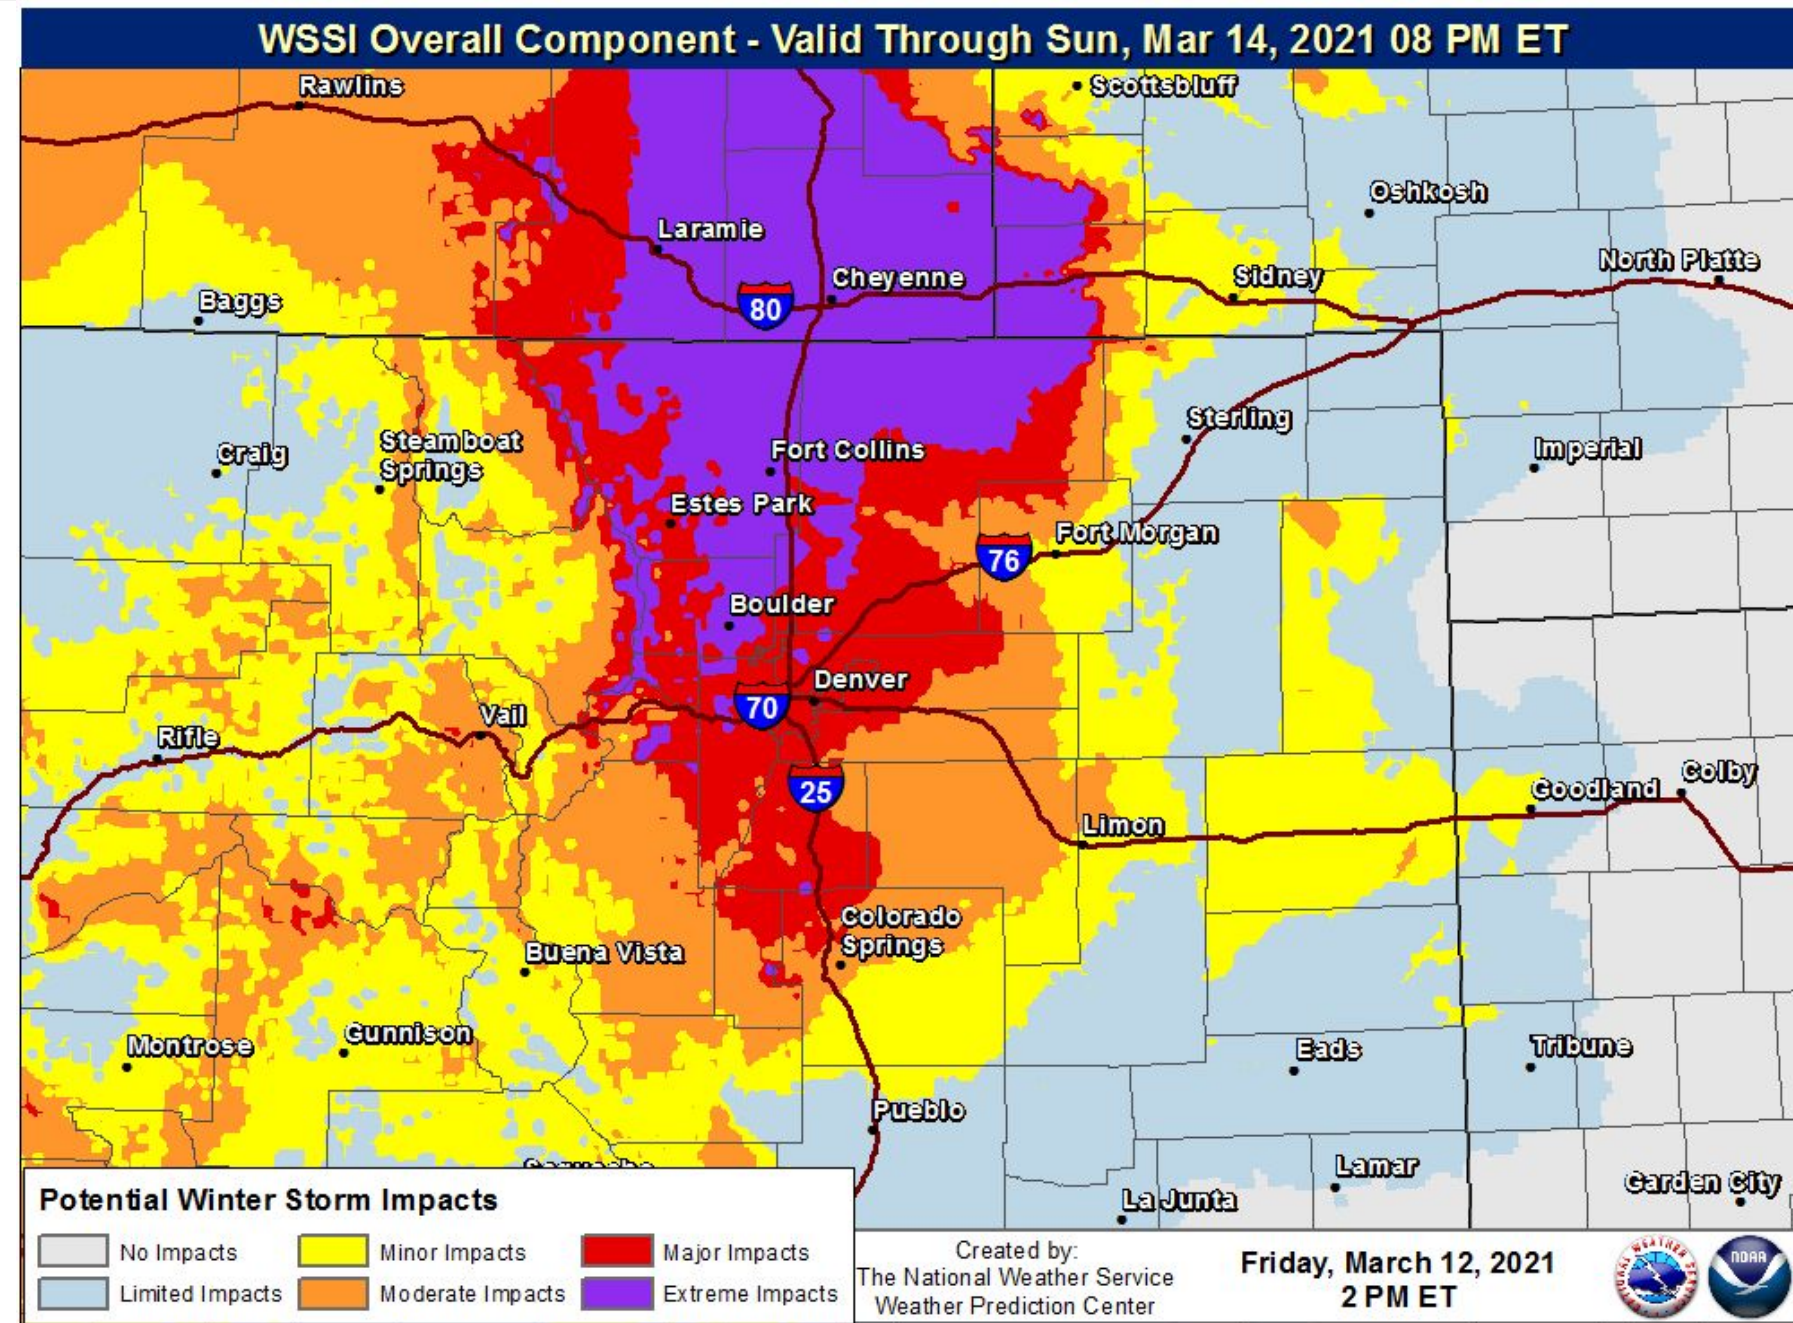 WSSI Overall Component - Valid Through Sun, Mar 14, 2021 08 PM ET
Rawlins
Scottsbluff
Oshkosh
Laramie
North Platte
Cheyenne
Sidney
Baggs
80
Sterling
Craig
Steamboat
Springs
Fort Collins
Imperial
Estes Park
Fort Morgan
76
Boulder
Denver
70
Vail
Rifle
25
Goodland
Colby
Limon
Colorado
Springs
Buena Vista
Montrose
Gunnison
Eads
Tribune
Pueblo
Lamar
La Junta
Garden City
Potential Winter Storm Impacts
No Impacts
Minor Impacts
Major Impacts
Limited Impacts
Moderate Impacts
Extreme Impacts
Created by:
The National Weather Service
Weather Prediction Center
Friday, March 12, 2021
2 PM ET
NOAA